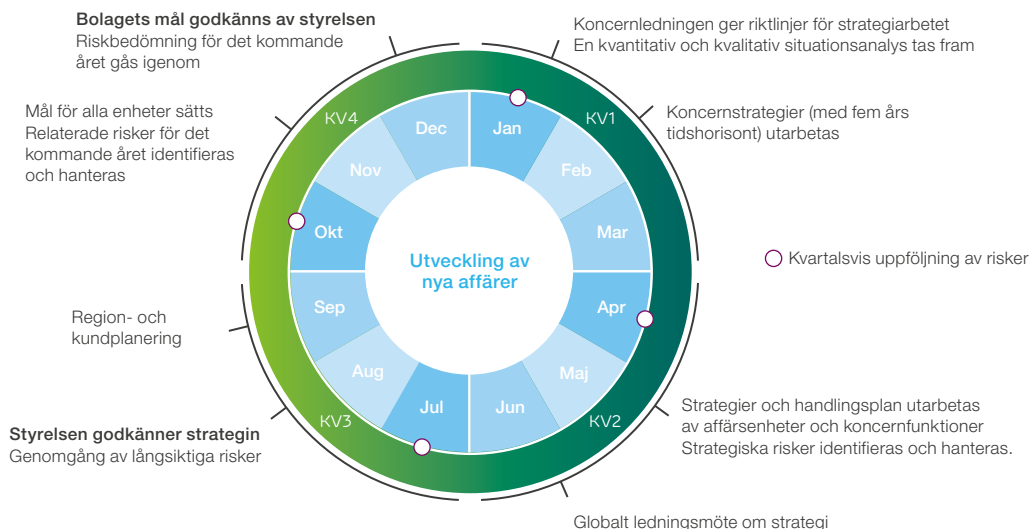 Bolagets mål godkänns av styrelsen
Riskbedömning för det kommande
året gås igenom
Koncernledningen ger riktlinjer för strategiarbetet
En kvantitativ och kvalitativ situationsanalys tas fram
Mål för alla enheter sätts
Relaterade risker för det
kommande året identifieras
och hanteras
Koncernstrategier (med fem års
tidshorisont) utarbetas
KV4
KV1
Dec
Jan
Nov
Feb
Okt
Mar
Utveckling av
nya affärer
Kvartalsvis uppföljning av risker
Sep
Apr
Region- och
kundplanering
Aug
Maj
Jul
Jun
KV3
KV2
Styrelsen godkänner strategin
Genomgång av långsiktiga risker
Strategier och handlingsplan utarbetas
av affärsenheter och koncernfunktioner
Strategiska risker identifieras och hanteras.
Globalt ledningsmöte om strategi